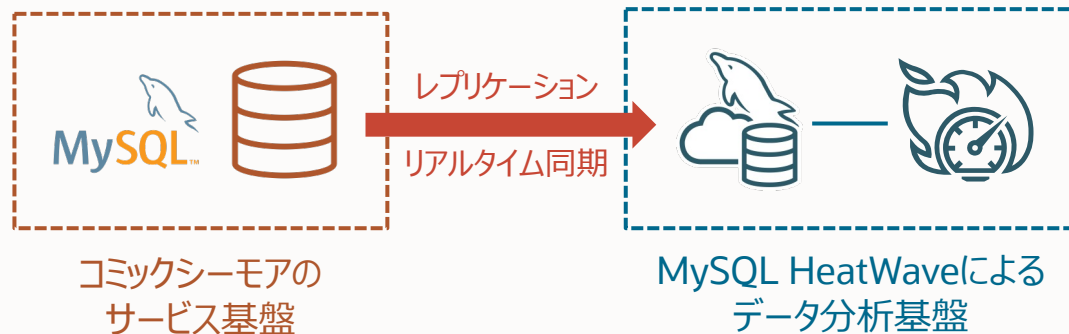 MySQL™
レプリケーション
リアルタイム同期
コミックシーモアの
サービス基盤
MySQL HeatWaveによる
データ分析基盤